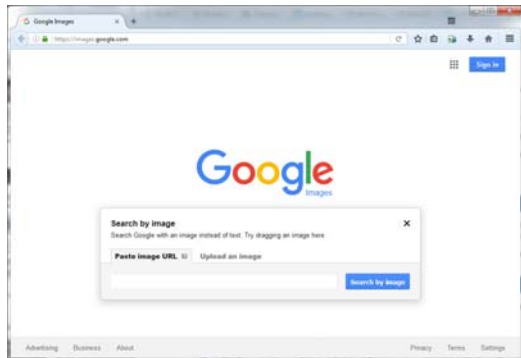 Google Images
https://images.google.com
Sign in
Google
Images
Search by image
Search Google with an image instead of text. Try dragging an image here.
Paste image URL
Upload an image
Search by image
Advertising Business About
Privacy Terms Settings